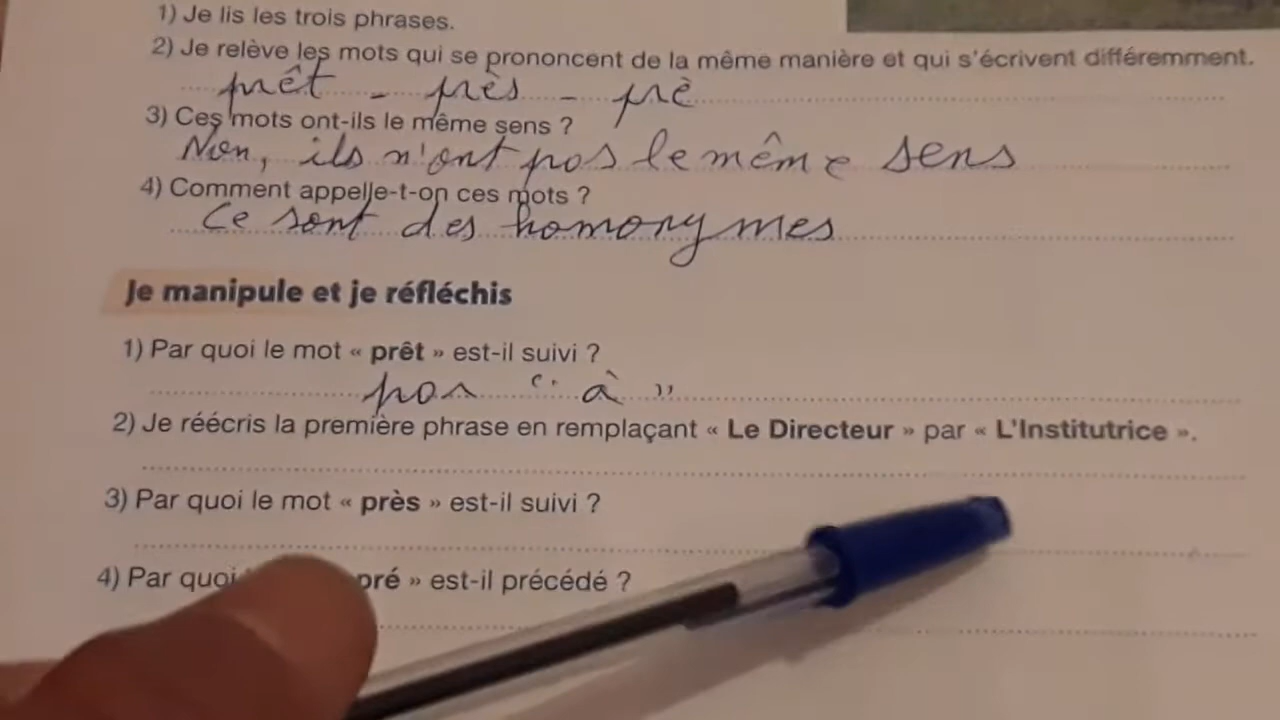 1) Je lis les trois phrases.
2) Je relève les mots qui se prononcent de la même manière et qui s'écrivent différemment.
prêt - près - prè
3) Ces mots ont-ils le même sens ?
Non, ils n'ont pas le même sens
4) Comment appelle-t-on ces mots ?
Ce sont des homonymes
Je manipule et je réfléchis
1) Par quoi le mot « prêt » est-il suivi ?
par " à "
2) Je réécris la première phrase en remplaçant « Le Directeur » par « L'Institutrice ».
3) Par quoi le mot « près » est-il suivi ?
4) Par quoi pré » est-il précédé ?